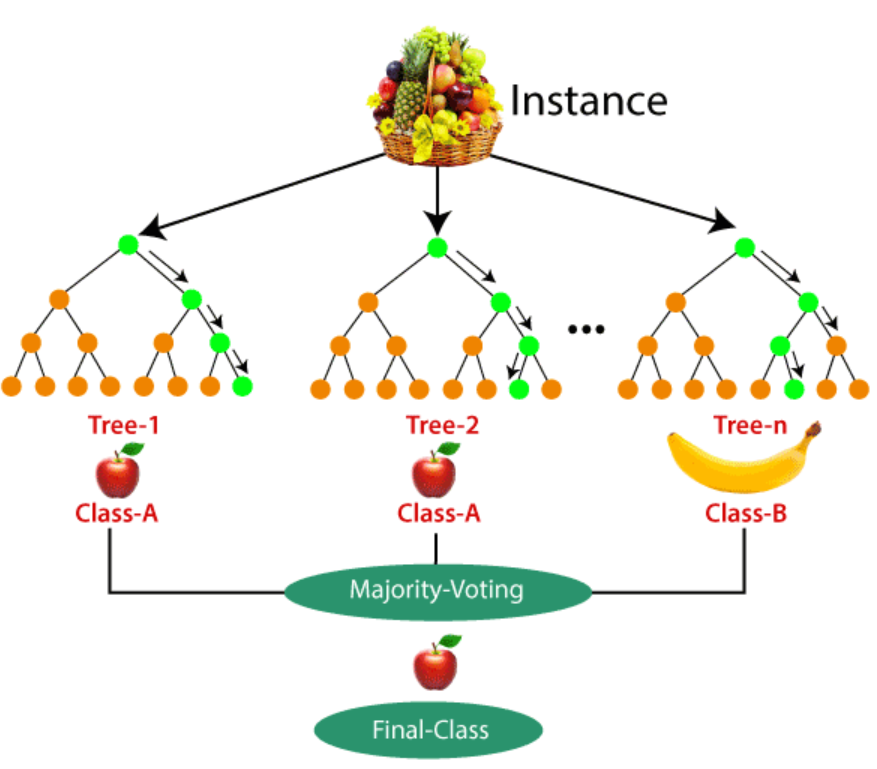 Instance
...
Tree-1
Tree-2
Tree-n
Class-A
Class-A
Class-B
Majority-Voting
Final-Class